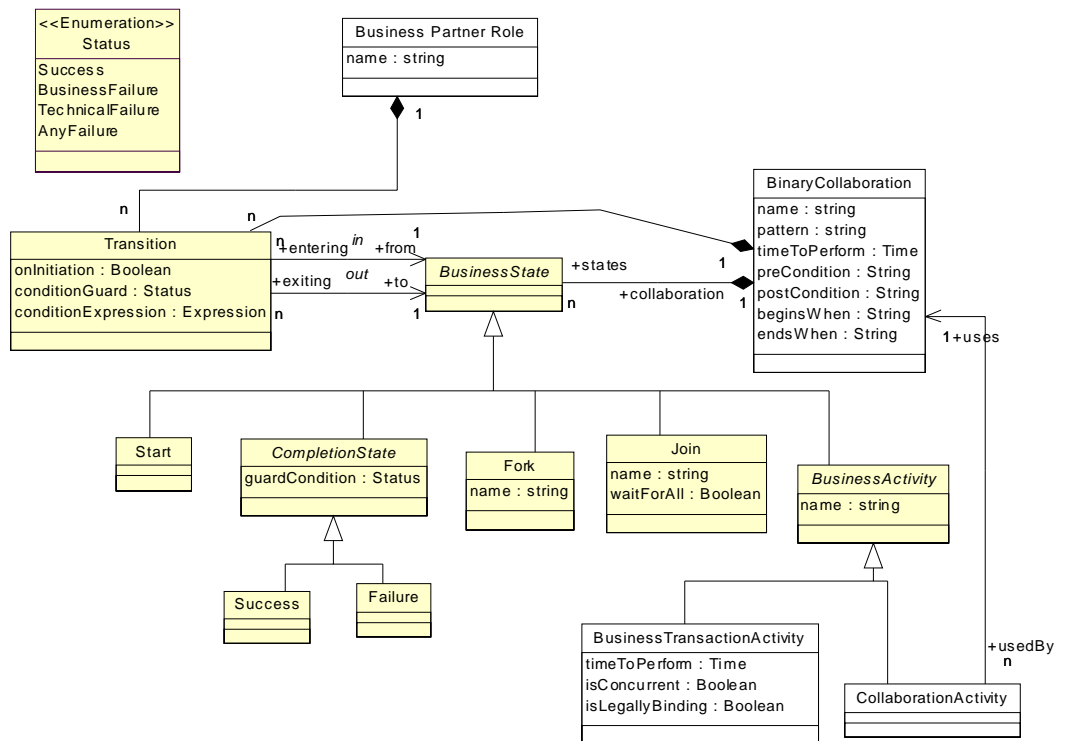 <<Enumeration>>
Status
Success
BusinessFailure
TechnicalFailure
AnyFailure
Business Partner Role
name : string
1
n
n
BinaryCollaboration
name : string
pattern : string
timeToPerform : Time
preCondition : String
postCondition : String
beginsWhen : String
endsWhen : String
1
1
1+uses
Transition
onInitiation : Boolean
conditionGuard : Status
conditionExpression : Expression
n
+entering
in
+from
1
+exiting
out
+to
n
1
BusinessState
+states
n
+collaboration
Start
CompletionState
guardCondition : Status
Fork
name : string
Join
name : string
waitForAll : Boolean
BusinessActivity
name : string
Success
Failure
BusinessTransactionActivity
timeToPerform : Time
isConcurrent : Boolean
isLegallyBinding : Boolean
+usedBy
n
CollaborationActivity